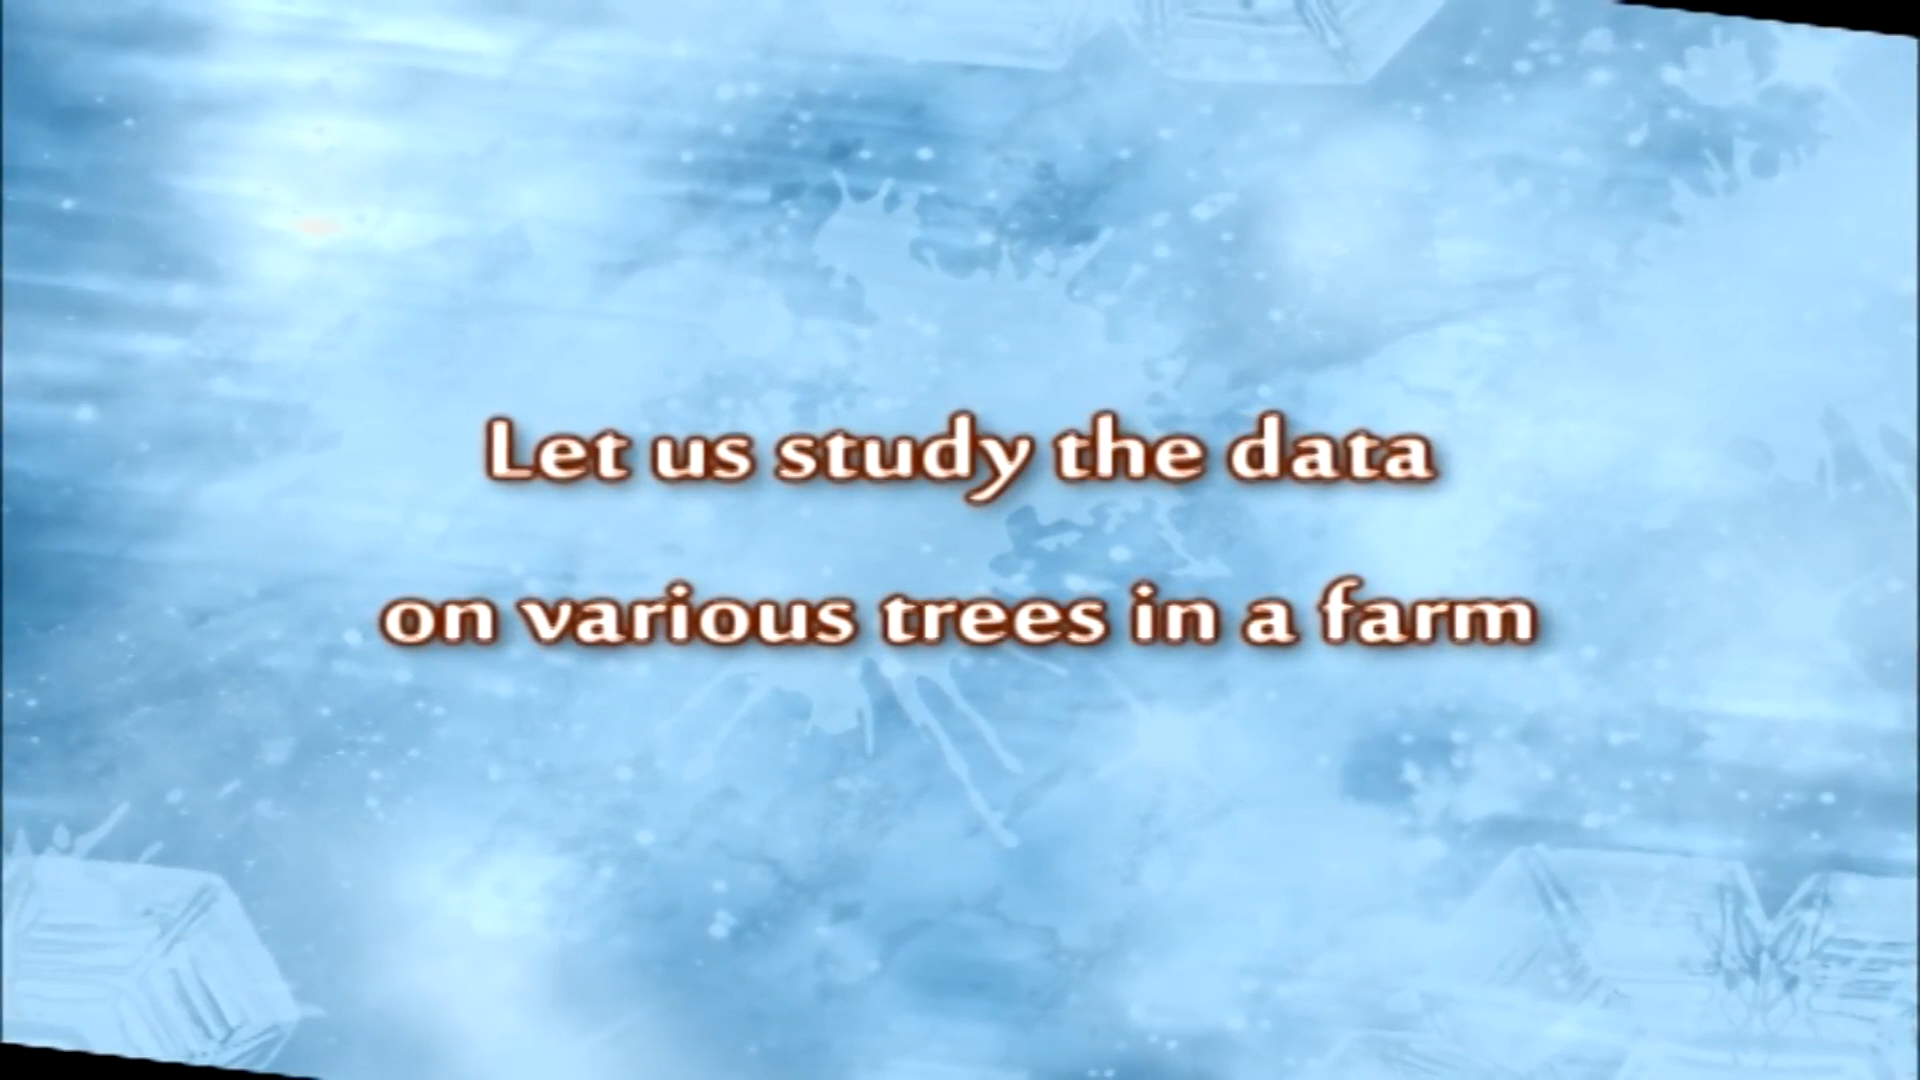 Let us study the data
on various trees in a farm